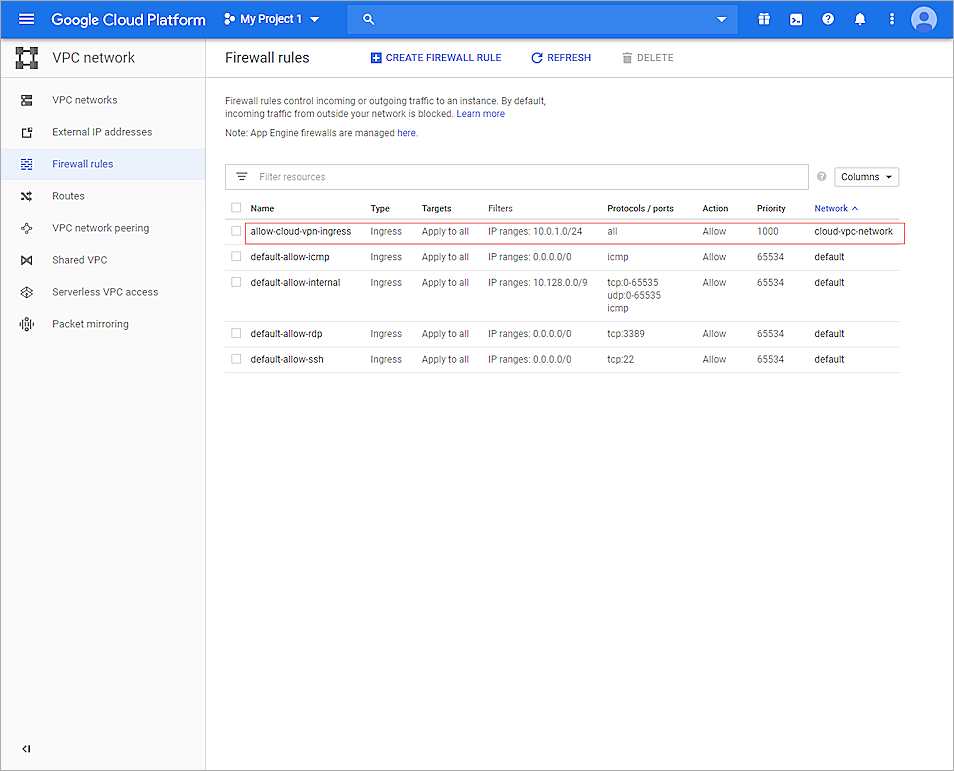 Google Cloud Platform My Project 1
VPC network
Firewall rules CREATE FIREWALL RULE REFRESH DELETE
VPC networks
External IP addresses
Firewall rules
Routes
VPC network peering
Shared VPC
Serverless VPC access
Packet mirroring
Firewall rules control incoming or outgoing traffic to an instance. By default,
incoming traffic from outside your network is blocked. Learn more
Note: App Engine firewalls are managed here.
Filter resources Columns
Name Type Targets Filters Protocols / ports Action Priority Network
allow-cloud-vpn-ingress Ingress Apply to all IP ranges: 10.0.1.0/24 all Allow 1000 cloud-vpc-network
default-allow-icmp Ingress Apply to all IP ranges: 0.0.0.0/0 icmp Allow 65534 default
default-allow-internal Ingress Apply to all IP ranges: 10.128.0.0/9 tcp:0-65535 Allow 65534 default
udp:0-65535
icmp
default-allow-rdp Ingress Apply to all IP ranges: 0.0.0.0/0 tcp:3389 Allow 65534 default
default-allow-ssh Ingress Apply to all IP ranges: 0.0.0.0/0 tcp:22 Allow 65534 default